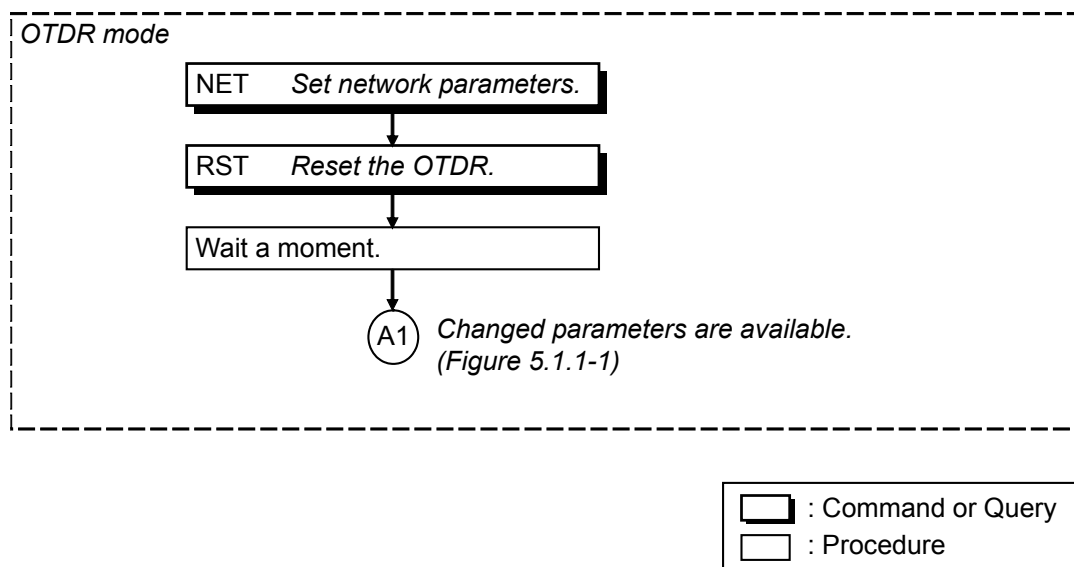 OTDR mode
NET Set network parameters.
RST Reset the OTDR.
Wait a moment.
A1 Changed parameters are available.
(Figure 5.1.1-1)
: Command or Query
: Procedure